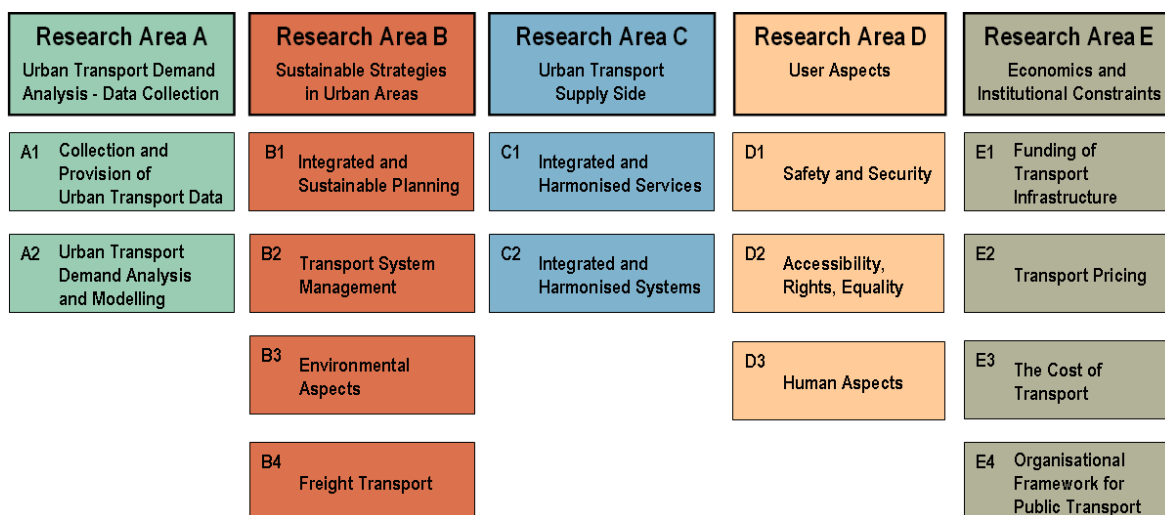 Research Area A
Urban Transport Demand
Analysis - Data Collection
A1
Collection and
Provision of
Urban Transport Data
A2
Urban Transport
Demand Analysis
and Modelling
Research Area B
Sustainable Strategies
in Urban Areas
B1
Integrated and
Sustainable Planning
B2
Transport System
Management
B3
Environmental
Aspects
B4
Freight Transport
Research Area C
Urban Transport
Supply Side
C1
Integrated and
Harmonised Services
C2
Integrated and
Harmonised Systems
Research Area D
User Aspects
D1
Safety and Security
D2
Accessibility,
Rights, Equality
D3
Human Aspects
Research Area E
Economics and
Institutional Constraints
E1
Funding of
Transport
Infrastructure
E2
Transport Pricing
E3
The Cost of
Transport
E4
Organisational
Framework for
Public Transport